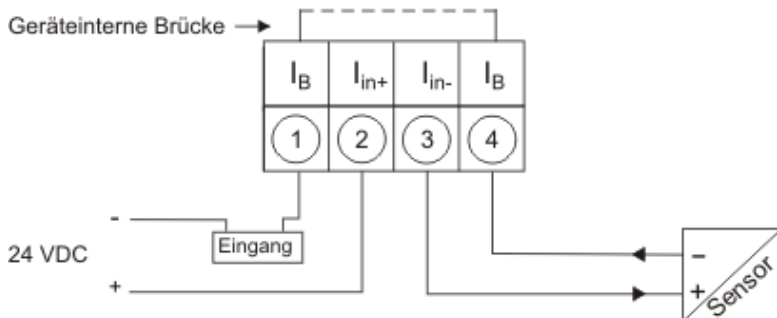 Geräteinterne Brücke
I_B I_in+ I_in- I_B
1 2 3 4
-
Eingang
24 VDC
+
-
+
Sensor